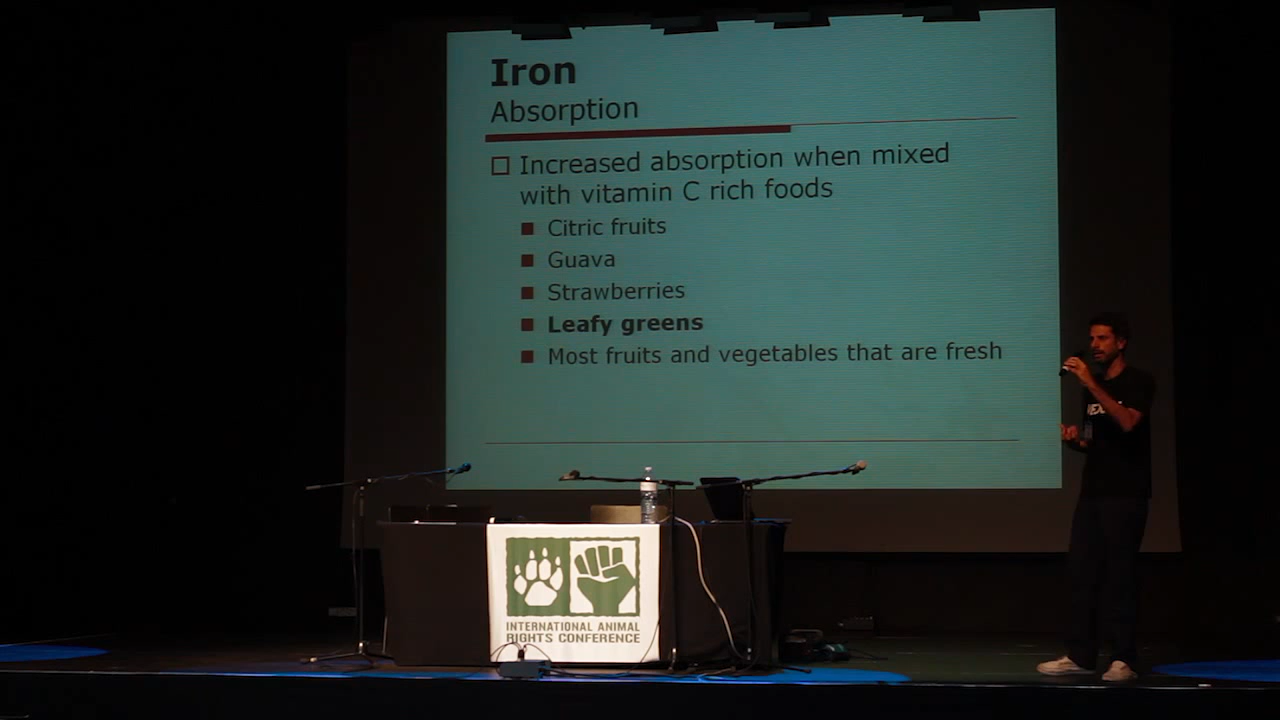 Iron
Absorption
Increased absorption when mixed
with vitamin C rich foods
Citric fruits
Guava
Strawberries
Leafy greens
Most fruits and vegetables that are fresh
INTERNATIONAL ANIMAL
RIGHTS CONFERENCE